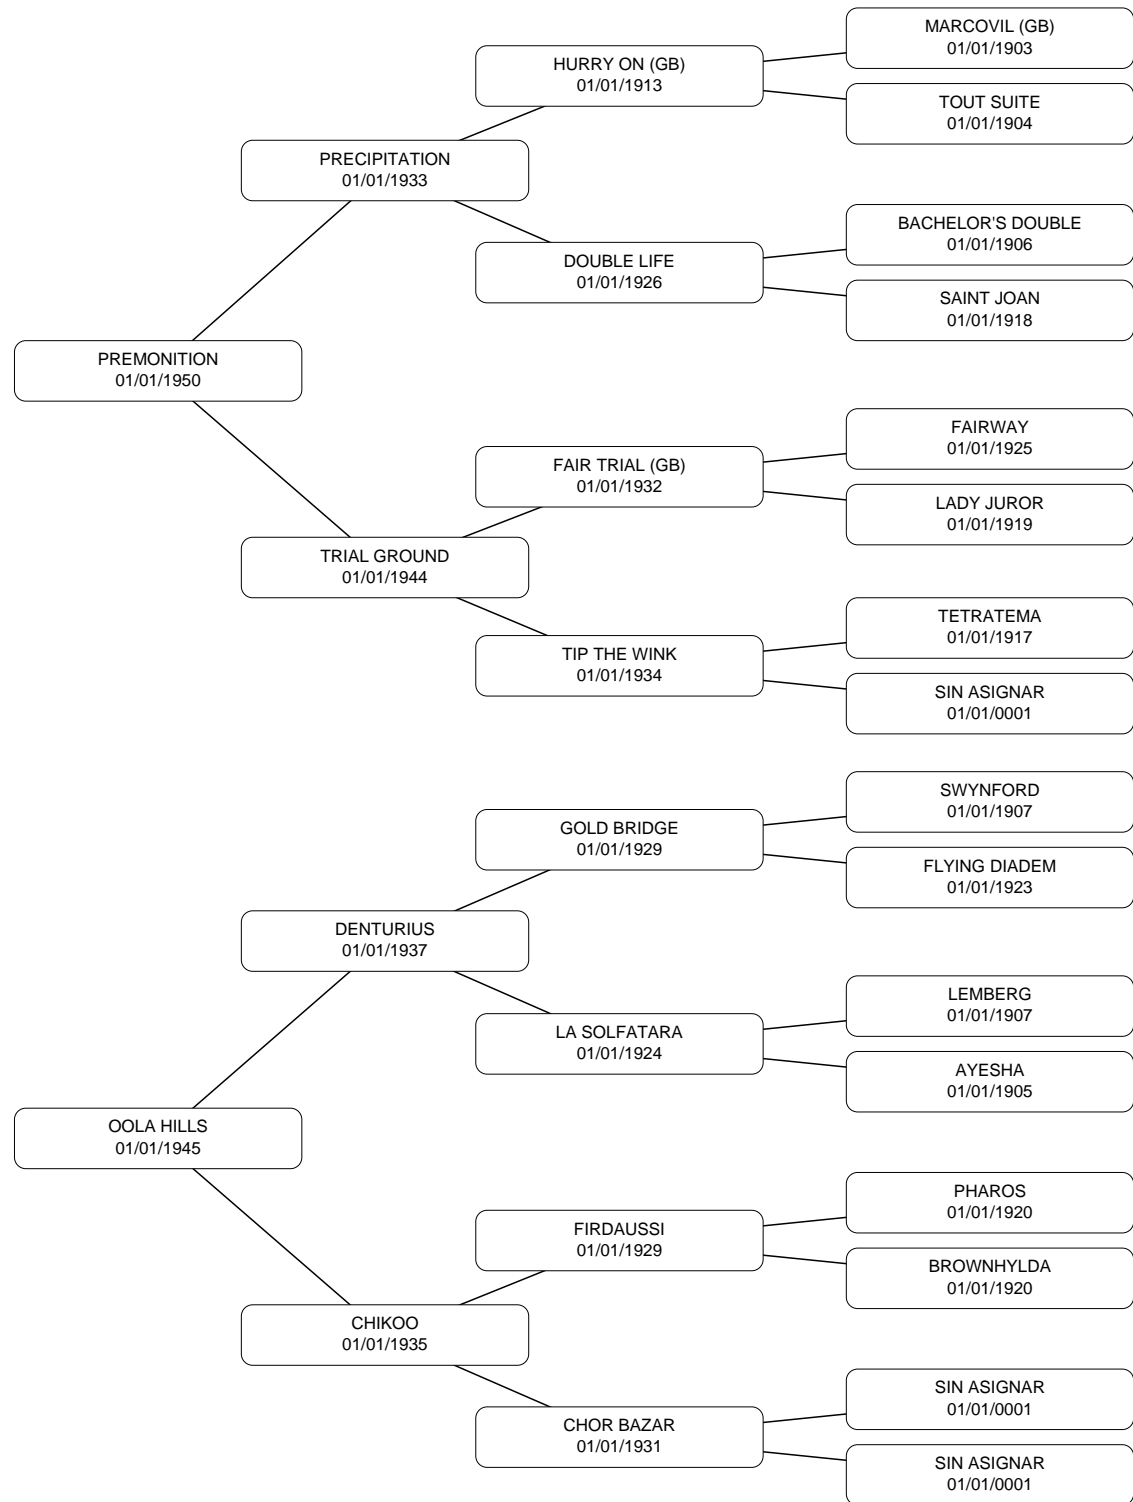 MARCOVIL (GB)
01/01/1903
HURRY ON (GB)
01/01/1913
TOUT SUITE
01/01/1904
PRECIPITATION
01/01/1933
BACHELOR'S DOUBLE
01/01/1906
DOUBLE LIFE
01/01/1926
SAINT JOAN
01/01/1918
PREMONITION
01/01/1950
FAIRWAY
01/01/1925
FAIR TRIAL (GB)
01/01/1932
LADY JUROR
01/01/1919
TRIAL GROUND
01/01/1944
TETRATEMA
01/01/1917
TIP THE WINK
01/01/1934
SIN ASIGNAR
01/01/0001
SWYNFORD
01/01/1907
GOLD BRIDGE
01/01/1929
FLYING DIADEM
01/01/1923
DENTURIUS
01/01/1937
LEMBERG
01/01/1907
LA SOLFATARA
01/01/1924
AYESHA
01/01/1905
OOLA HILLS
01/01/1945
PHAROS
01/01/1920
FIRDAUSSI
01/01/1929
BROWNHYLDA
01/01/1920
CHIKOO
01/01/1935
SIN ASIGNAR
01/01/0001
CHOR BAZAR
01/01/1931
SIN ASIGNAR
01/01/0001